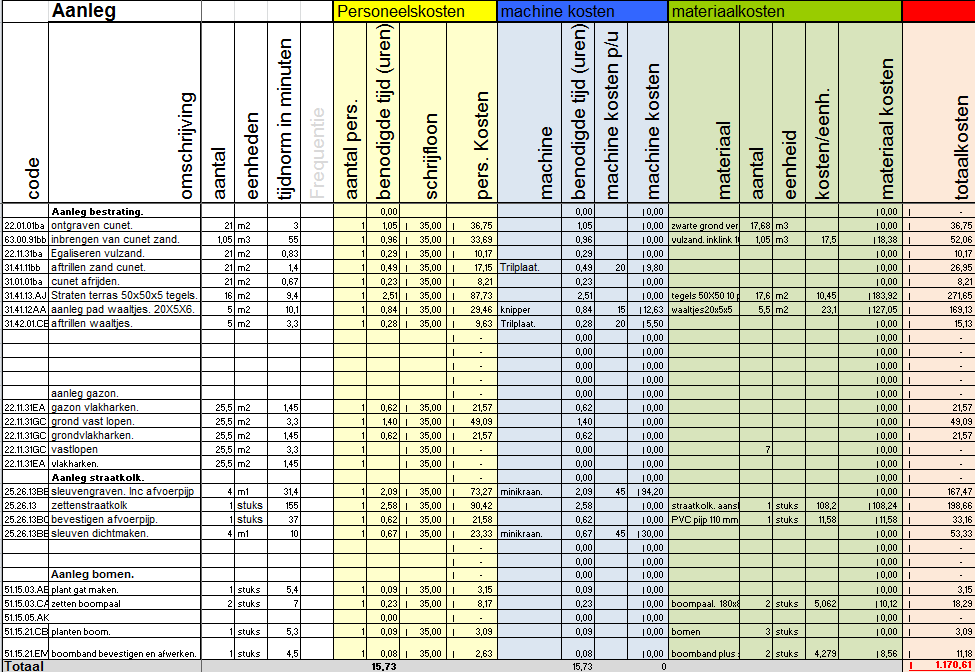 Aanleg Personeelskosten machine kosten materiaalkosten
code omschrijving aantal eenheden tijdnorm in minuten Frequentie aantal pers. benodigde tijd (uren) schrijfloon pers. Kosten machine benodigde tijd (uren) machine kosten p/u machine kosten materiaal aantal eenheid kosten/eenh. materiaal kosten totaalkosten
Aanleg bestrating. 0,00 0,00 0,00 0,00 -
22.01.01ba ontgraven cunet. 21 m2 3 1 1,05 35,00 36,75 1,05 0,00 zwarte grond ver 17,68 m3 0,00 36,75
63.00.91bb inbrengen van cunet zand. 1,05 m3 55 1 0,96 35,00 33,69 0,96 0,00 vulzand. inklink 1 1,05 m3 17,5 18,38 52,06
22.11.31ba Egaliseren vulzand. 21 m2 0,83 1 0,29 35,00 10,17 0,29 0,00 0,00 10,17
31.41.11bb aftrillen zand cunet. 21 m2 1,4 1 0,49 35,00 17,15 Trilplaat. 0,49 20 9,80 0,00 26,95
31.01.01ba cunet afrijden. 21 m2 0,67 1 0,23 35,00 8,21 0,23 0,00 0,00 8,21
31.41.13.AJ Straten terras 50x50x5 tegels. 16 m2 9,4 1 2,51 35,00 87,73 2,51 0,00 tegels 50X50 10 p 17,6 m2 10,45 183,92 271,65
31.41.12AA aanleg pad waaltjes. 20X5X6. 5 m2 10,1 1 0,84 35,00 29,46 knipper 0,84 15 12,63 waaltjes20x5x5 5,5 m2 23,1 127,05 169,13
31.42.01.CE aftrillen waaltjes. 5 m2 3,3 1 0,28 35,00 9,63 Trilplaat. 0,28 20 5,50 0,00 15,13
- 0,00 0,00 0,00 -
- 0,00 0,00 0,00 -
- 0,00 0,00 0,00 -
- 0,00 0,00 0,00 -
aanleg gazon. - 0,00 0,00 0,00 -
22.11.31EA gazon vlakharken. 25,5 m2 1,45 1 0,62 35,00 21,57 0,62 0,00 0,00 21,57
22.11.31GC grond vast lopen. 25,5 m2 3,3 1 1,40 35,00 49,09 1,40 0,00 0,00 49,09
22.11.31GC grondvlakharken. 25,5 m2 1,45 1 0,62 35,00 21,57 0,62 0,00 0,00 21,57
22.11.31GC vastlopen 25,5 m2 3,3 1 35,00 - 0,00 0,00 7 0,00 -
22.11.31EA vlakharken. 25,5 m2 1,45 1 35,00 - 0,00 0,00 0,00 -
Aanleg straatkolk. - 0,00 0,00 0,00 -
25.26.13BE sleuvengraven. Inc afvoerpijp 4 m1 31,4 1 2,09 35,00 73,27 minikraan. 2,09 45 94,20 0,00 167,47
25.26.13 zettenstraatkolk 1 stuks 155 1 2,58 35,00 90,42 2,58 0,00 straatkolk. aansl 1 stuks 108,2 108,24 198,66
25.26.13BC bevestigen afvoerpijp. 1 stuks 37 1 0,62 35,00 21,58 0,62 0,00 PVC pijp 110 mm 1 stuks 11,58 11,58 33,16
25.26.13BE sleuven dichtmaken. 4 m1 10 1 0,67 35,00 23,33 minikraan. 0,67 45 30,00 0,00 53,33
- 0,00 0,00 0,00 -
- 0,00 0,00 0,00 -
Aanleg bomen. - 0,00 0,00 0,00 -
51.15.03.AE plant gat maken. 1 stuks 5,4 1 0,09 35,00 3,15 0,09 0,00 0,00 3,15
51.15.03.CA zetten boompaal 2 stuks 7 1 0,23 35,00 8,17 0,23 0,00 boompaal. 180x8 2 stuks 5,062 10,12 18,29
51.15.05.AK - 0,00 0,00 0,00 -
51.15.21.CB planten boom. 1 stuks 5,3 1 0,09 35,00 3,09 0,09 0,00 bomen 3 stuks 0,00 3,09
51.15.21.EM boomband bevestigen en afwerken. 1 stuks 4,5 1 0,08 35,00 2,63 0,08 0,00 boomband plus 2 stuks 4,279 8,56 11,18
Totaal 15,73 15,73 0 1.170,61